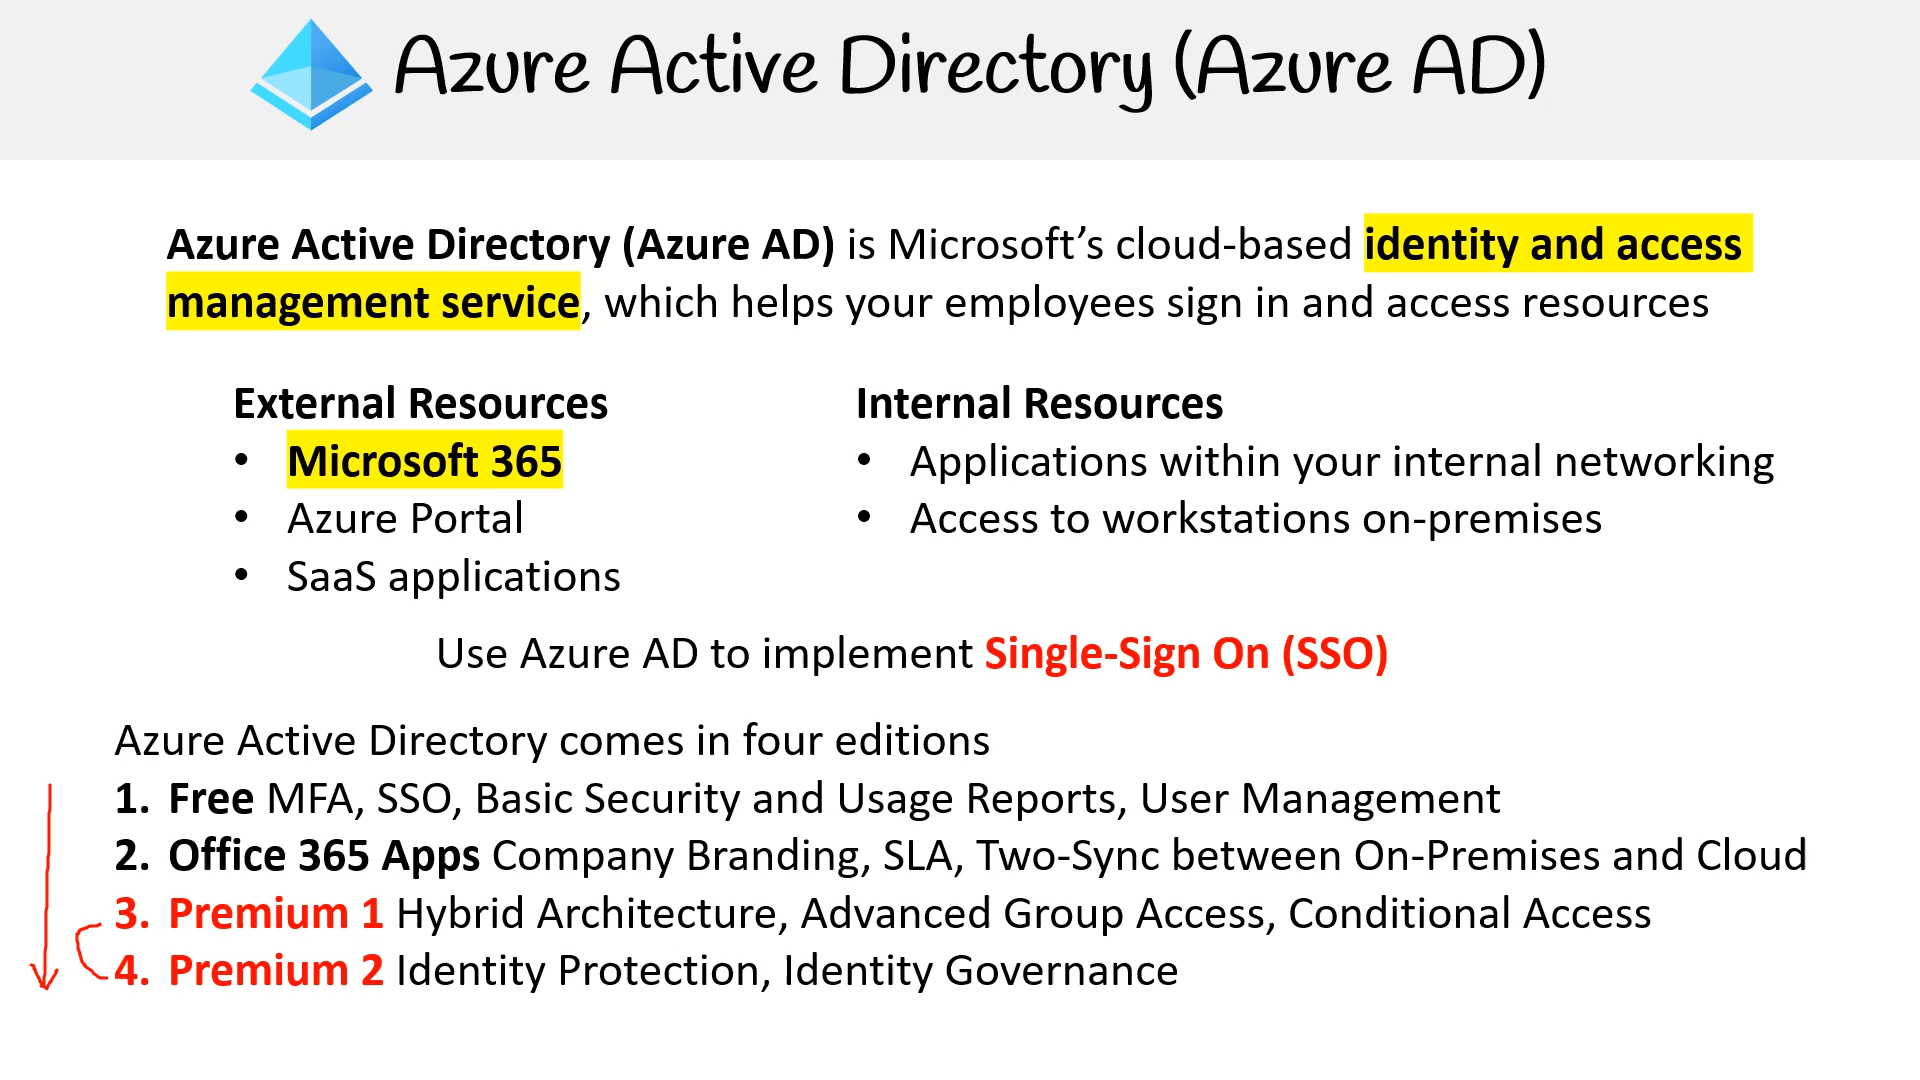 Azure Active Directory (Azure AD)
Azure Active Directory (Azure AD) is Microsoft’s cloud-based identity and access
management service, which helps your employees sign in and access resources
External Resources
• Microsoft 365
• Azure Portal
• SaaS applications
Internal Resources
• Applications within your internal networking
• Access to workstations on-premises
Use Azure AD to implement Single-Sign On (SSO)
Azure Active Directory comes in four editions
1. Free MFA, SSO, Basic Security and Usage Reports, User Management
2. Office 365 Apps Company Branding, SLA, Two-Sync between On-Premises and Cloud
3. Premium 1 Hybrid Architecture, Advanced Group Access, Conditional Access
4. Premium 2 Identity Protection, Identity Governance